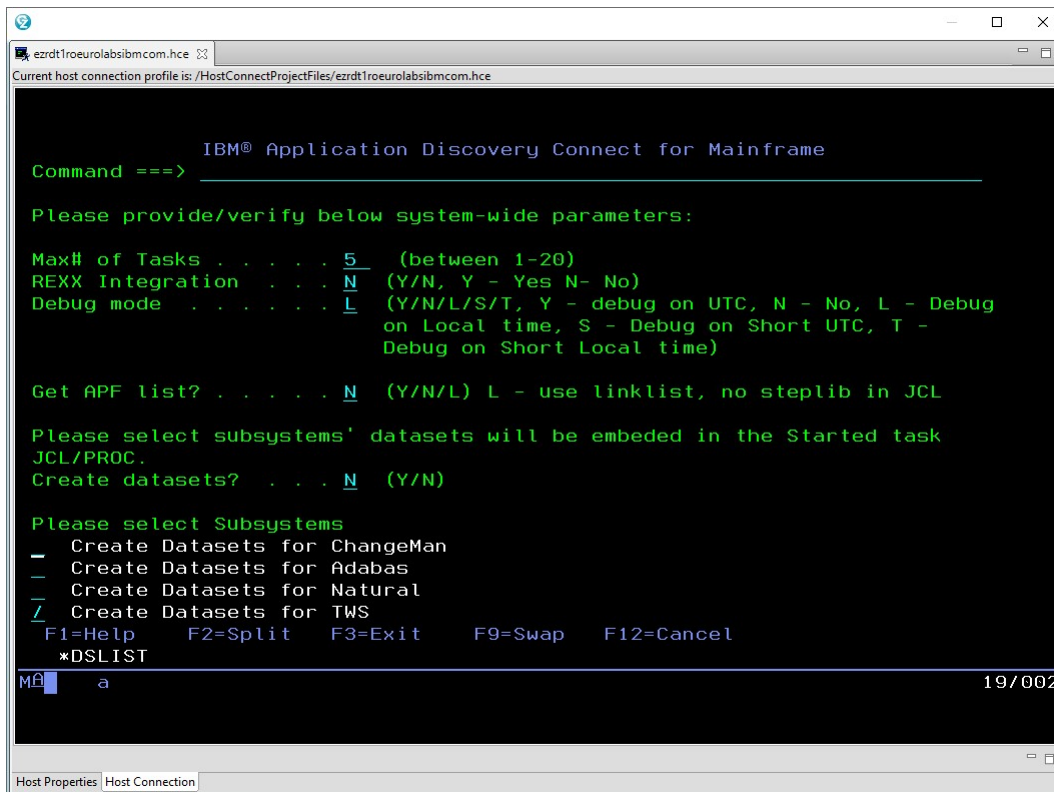 ezrdt1roeurolabsibmcom.hce
Current host connection profile is: /HostConnectProjectFiles/ezrdt1roeurolabsibmcom.hce
IBM® Application Discovery Connect for Mainframe
Command ===>
Please provide/verify below system-wide parameters:
Max# of Tasks . . . . . 5 (between 1-20)
REXX Integration . . . N (Y/N, Y - Yes N- No)
Debug mode . . . . . . L (Y/N/L/S/T, Y - debug on UTC, N - No, L - Debug
on Local time, S - Debug on Short UTC, T -
Debug on Short Local time)
Get APF list? . . . . . N (Y/N/L) L - use linklist, no steplib in JCL
Please select subsystems' datasets will be embeded in the Started task
JCL/PROC.
Create datasets? . . . N (Y/N)
Please select Subsystems
_ Create Datasets for ChangeMan
_ Create Datasets for Adabas
_ Create Datasets for Natural
/ Create Datasets for TWS
F1=Help F2=Split F3=Exit F9=Swap F12=Cancel
*DSLIST
MA a 19/002
Host Properties Host Connection